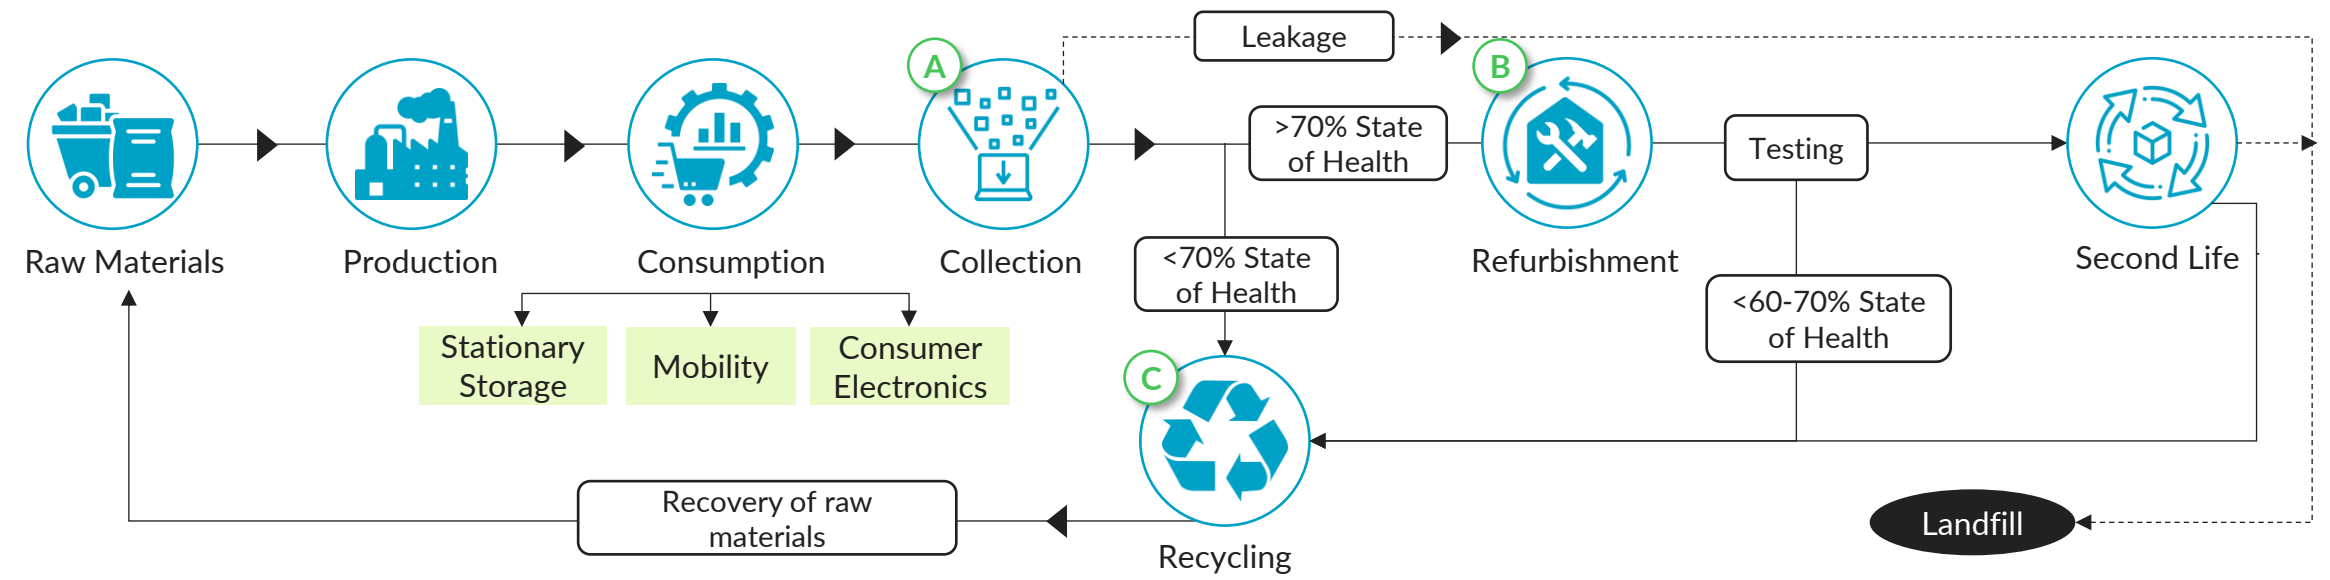 Leakage
A
B
>70% State
of Health
Testing
Raw Materials
Production
Consumption
Collection
<70% State
of Health
Refurbishment
Second Life
<60-70% State
of Health
Stationary
Storage
Mobility
Consumer
Electronics
C
Recovery of raw
materials
Recycling
Landfill